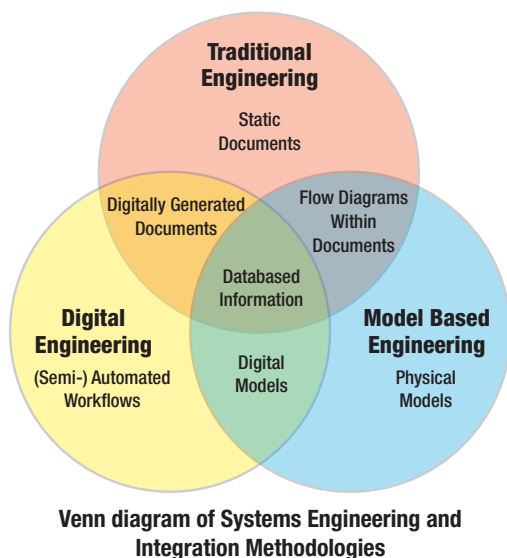 Traditional
Engineering
Static
Documents
Digitally Generated
Documents
Flow Diagrams
Within
Documents
Databased
Information
Digital
Engineering
(Semi-) Automated
Workflows
Digital
Models
Model Based
Engineering
Physical
Models
Venn diagram of Systems Engineering and
Integration Methodologies